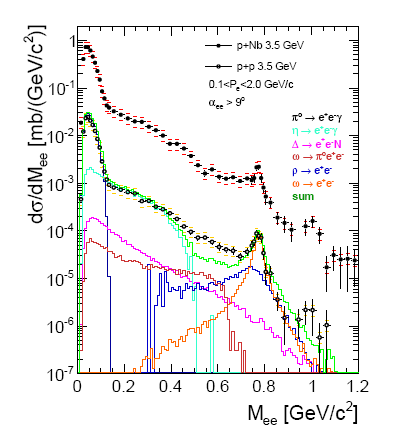 dσ/dMₑₑ [mb/(GeV/c²)]
1
10⁻¹
10⁻²
10⁻³
10⁻⁴
10⁻⁵
10⁻⁶
10⁻⁷
p+Nb 3.5 GeV
p+p 3.5 GeV
0.1<Pₑ<2.0 GeV/c
αₑₑ > 9°
π⁰ → e⁺e⁻γ
η → e⁺e⁻γ
Δ → e⁺e⁻N
ω → π⁰e⁺e⁻
ρ → e⁺e⁻
ω → e⁺e⁻
sum
0 0.2 0.4 0.6 0.8 1 1.2
Mₑₑ [GeV/c²]